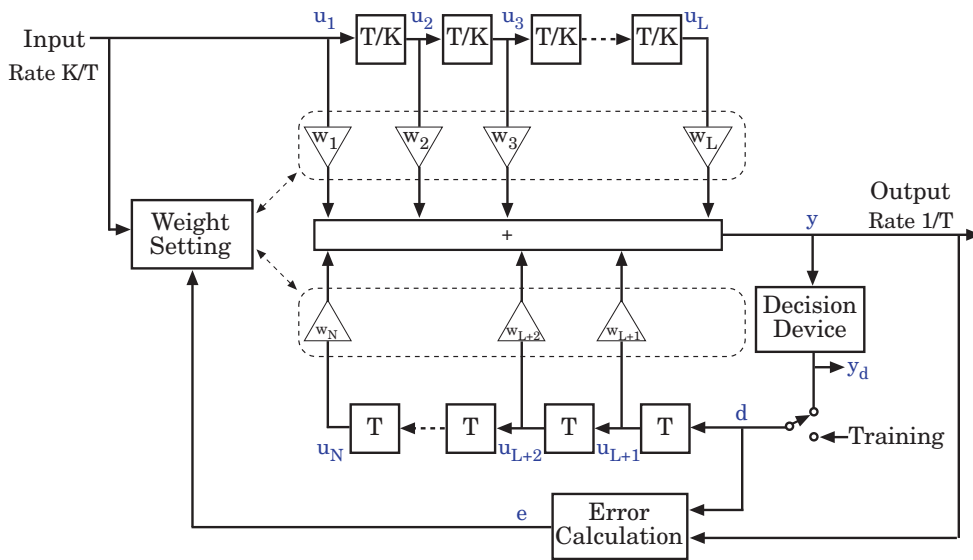 u1 u2 u3 uL
Input T/K T/K T/K T/K
Rate K/T
w1 w2 w3 wL
Output
Weight Setting
+
y
Rate 1/T
wN wL+2 wL+1
Decision Device
yd
T T T T
d
Training
uN uL+2 uL+1
e
Error Calculation